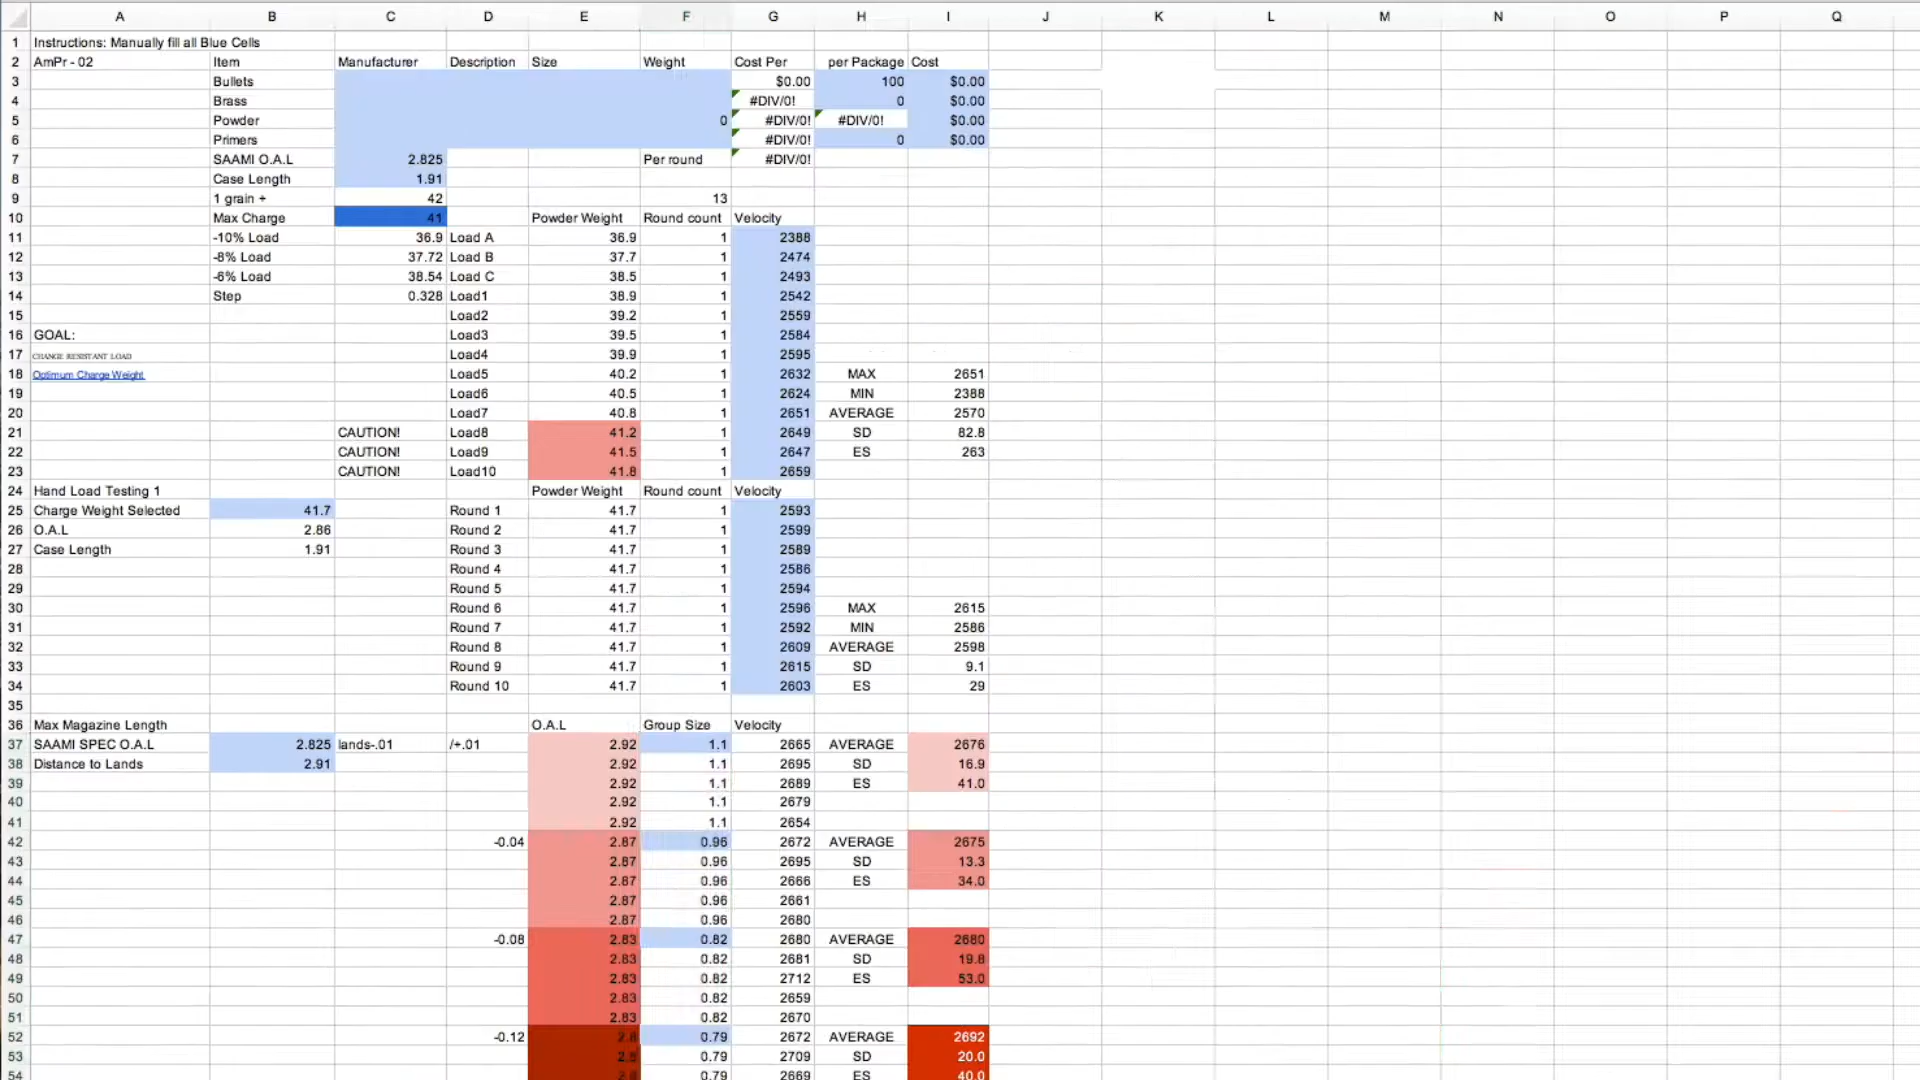 A B C D E F G H I J K L M N O P Q
1 Instructions: Manually fill all Blue Cells
2 AmPr - 02 Item Manufacturer Description Size Weight Cost Per per Package Cost
3 Bullets $0.00 100 $0.00
4 Brass #DIV/0! 0 $0.00
5 Powder 0 #DIV/0! #DIV/0! $0.00
6 Primers #DIV/0! 0 $0.00
7 SAAMI O.A.L 2.825 Per round #DIV/0!
8 Case Length 1.91
9 1 grain + 42 13
10 Max Charge 41 Powder Weight Round count Velocity
11 -10% Load 36.9 Load A 36.9 1 2388
12 -8% Load 37.72 Load B 37.7 1 2474
13 -6% Load 38.54 Load C 38.5 1 2493
14 Step 0.328 Load1 38.9 1 2542
15 Load2 39.2 1 2559
16 GOAL: Load3 39.5 1 2584
17 CHANGE RESISTANT LOAD Load4 39.9 1 2595
18 Optimum Charge Weight Load5 40.2 1 2632 MAX 2651
19 Load6 40.5 1 2624 MIN 2388
20 Load7 40.8 1 2651 AVERAGE 2570
21 CAUTION! Load8 41.2 1 2649 SD 82.8
22 CAUTION! Load9 41.5 1 2647 ES 263
23 CAUTION! Load10 41.8 1 2659
24 Hand Load Testing 1 Powder Weight Round count Velocity
25 Charge Weight Selected 41.7 Round 1 41.7 1 2593
26 O.A.L 2.86 Round 2 41.7 1 2599
27 Case Length 1.91 Round 3 41.7 1 2589
28 Round 4 41.7 1 2586
29 Round 5 41.7 1 2594
30 Round 6 41.7 1 2596 MAX 2615
31 Round 7 41.7 1 2592 MIN 2586
32 Round 8 41.7 1 2609 AVERAGE 2598
33 Round 9 41.7 1 2615 SD 9.1
34 Round 10 41.7 1 2603 ES 29
35
36 Max Magazine Length O.A.L Group Size Velocity
37 SAAMI SPEC O.A.L 2.825 lands-.01 /+.01 2.92 1.1 2665 AVERAGE 2676
38 Distance to Lands 2.91 2.92 1.1 2695 SD 16.9
39 2.92 1.1 2689 ES 41.0
40 2.92 1.1 2679
41 2.92 1.1 2654
42 -0.04 2.87 0.96 2672 AVERAGE 2675
43 2.87 0.96 2695 SD 13.3
44 2.87 0.96 2666 ES 34.0
45 2.87 0.96 2661
46 2.87 0.96 2680
47 -0.08 2.83 0.82 2680 AVERAGE 2680
48 2.83 0.82 2681 SD 19.8
49 2.83 0.82 2712 ES 53.0
50 2.83 0.82 2659
51 2.83 0.82 2670
52 -0.12 2.8 0.79 2672 AVERAGE 2692
53 2.8 0.79 2709 SD 20.0
54 2.8 0.79 2669 ES 40.0